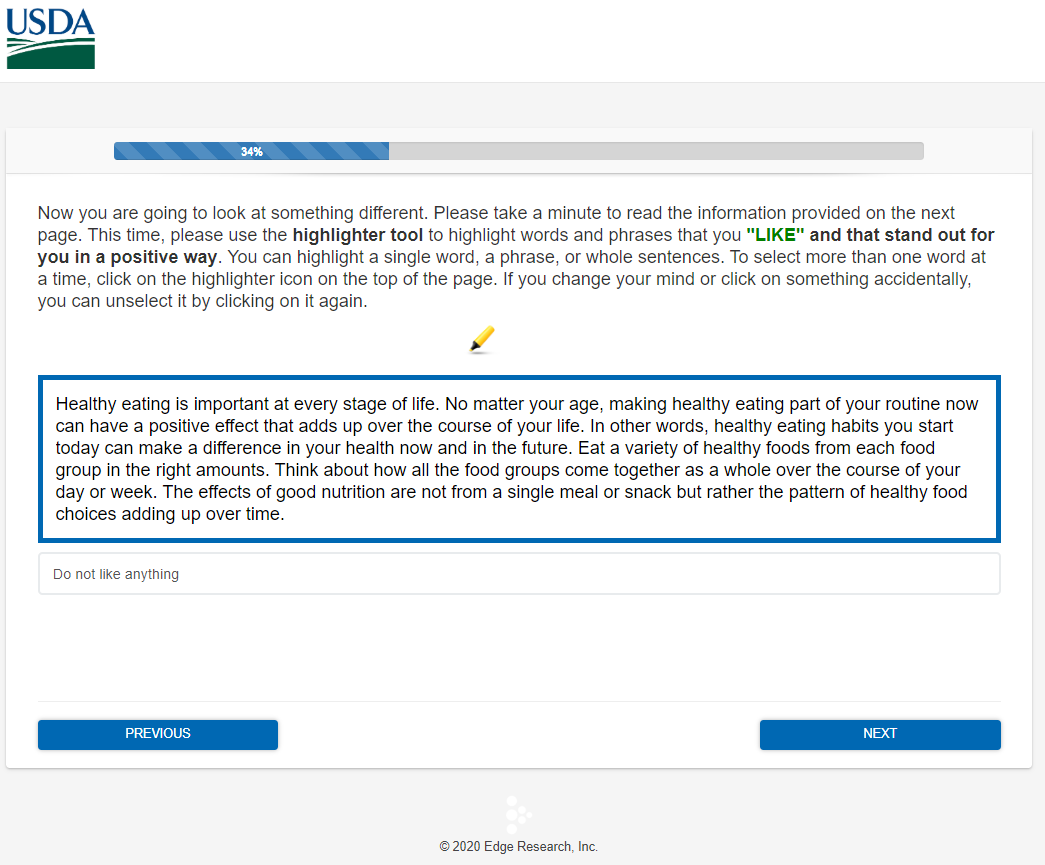 USDA
34%
Now you are going to look at something different. Please take a minute to read the information provided on the next
page. This time, please use the highlighter tool to highlight words and phrases that you "LIKE" and that stand out for
you in a positive way. You can highlight a single word, a phrase, or whole sentences. To select more than one word at
a time, click on the highlighter icon on the top of the page. If you change your mind or click on something accidentally,
you can unselect it by clicking on it again.
Healthy eating is important at every stage of life. No matter your age, making healthy eating part of your routine now
can have a positive effect that adds up over the course of your life. In other words, healthy eating habits you start
today can make a difference in your health now and in the future. Eat a variety of healthy foods from each food
group in the right amounts. Think about how all the food groups come together as a whole over the course of your
day or week. The effects of good nutrition are not from a single meal or snack but rather the pattern of healthy food
choices adding up over time.
Do not like anything
PREVIOUS
NEXT
© 2020 Edge Research, Inc.